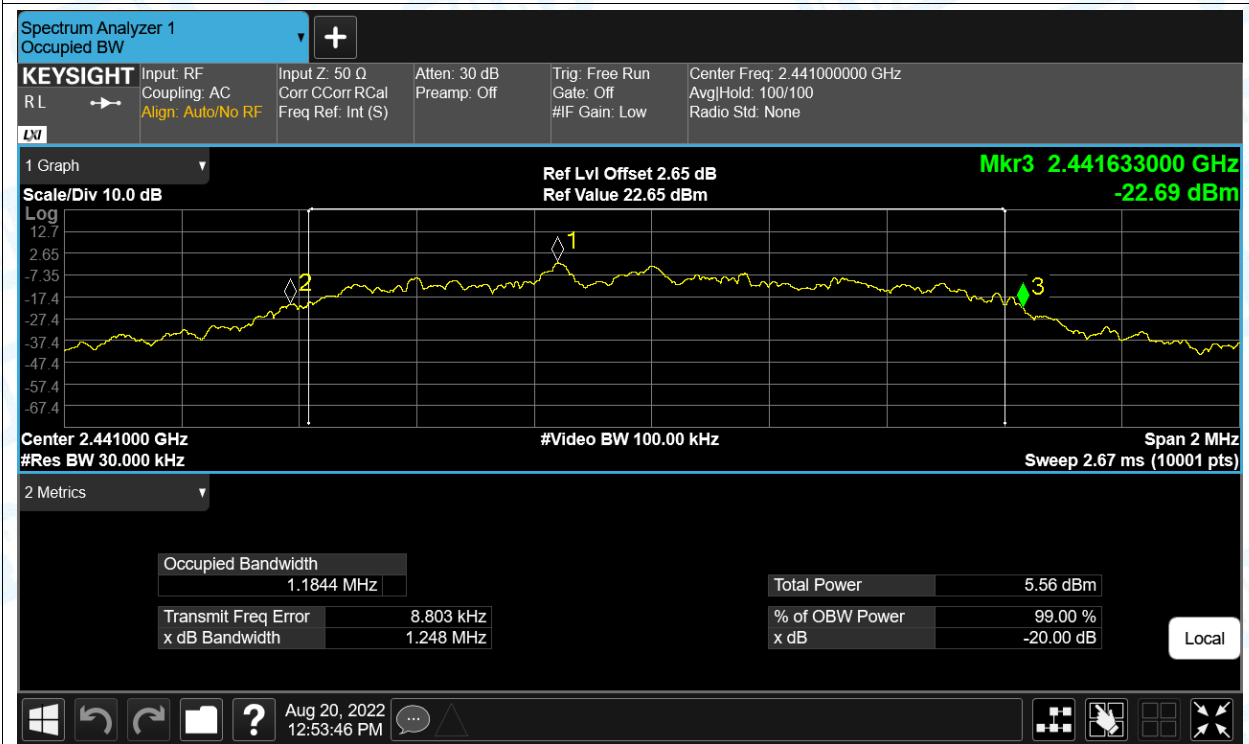 Spectrum Analyzer 1
Occupied BW
▼
+
KEYSIGHT Input: RF Input Z: 50 Ω Atten: 30 dB Trig: Free Run Center Freq: 2.441000000 GHz
R L Coupling: AC Corr CCorr RCal Preamp: Off Gate: Off Avg|Hold: 100/100
Align: Auto/No RF Freq Ref: Int (S) #IF Gain: Low Radio Std: None
LXI
1 Graph ▼ Ref Lvl Offset 2.65 dB Mkr3 2.441633000 GHz
Scale/Div 10.0 dB Ref Value 22.65 dBm -22.69 dBm
Log
12.7
2.65
-7.35
-17.4
-27.4
-37.4
-47.4
-57.4
-67.4
1
2
3
Center 2.441000 GHz #Video BW 100.00 kHz Span 2 MHz
#Res BW 30.000 kHz Sweep 2.67 ms (10001 pts)
2 Metrics ▼
Occupied Bandwidth
1.1844 MHz Total Power 5.56 dBm
Transmit Freq Error 8.803 kHz % of OBW Power 99.00 %
x dB Bandwidth 1.248 MHz x dB -20.00 dB
Local
? Aug 20, 2022
12:53:46 PM